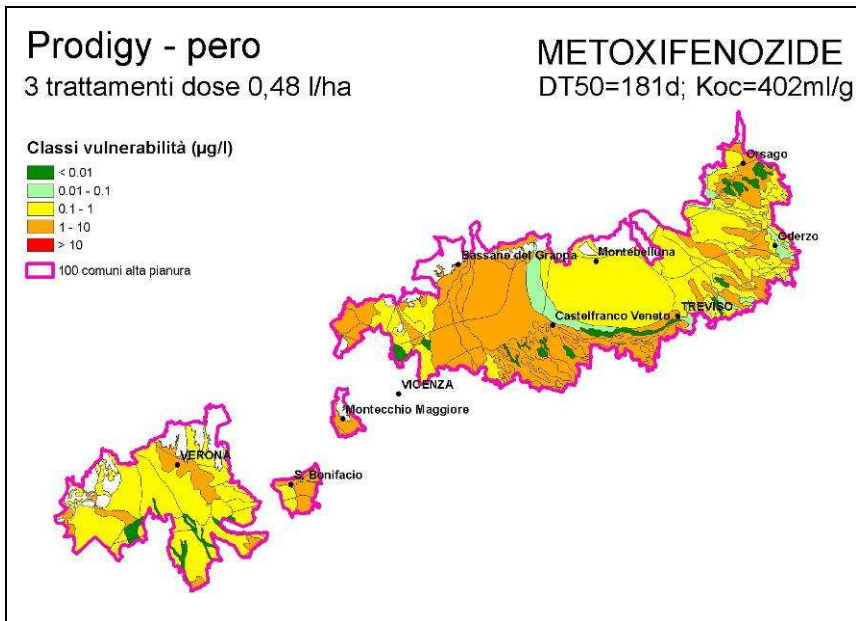 Prodigy - pero
3 trattamenti dose 0,48 l/ha
METOXIFENOZIDE
DT50=181d; Koc=402ml/g
Classi vulnerabilità (µg/l)
< 0.01
0.01 - 0.1
0.1 - 1
1 - 10
> 10
100 comuni alta pianura
Orsago
Oderzo
Bassano del Grappa
Montebelluna
TREVISO
Castelfranco Veneto
VICENZA
Montecchio Maggiore
VERONA
S. Bonifacio